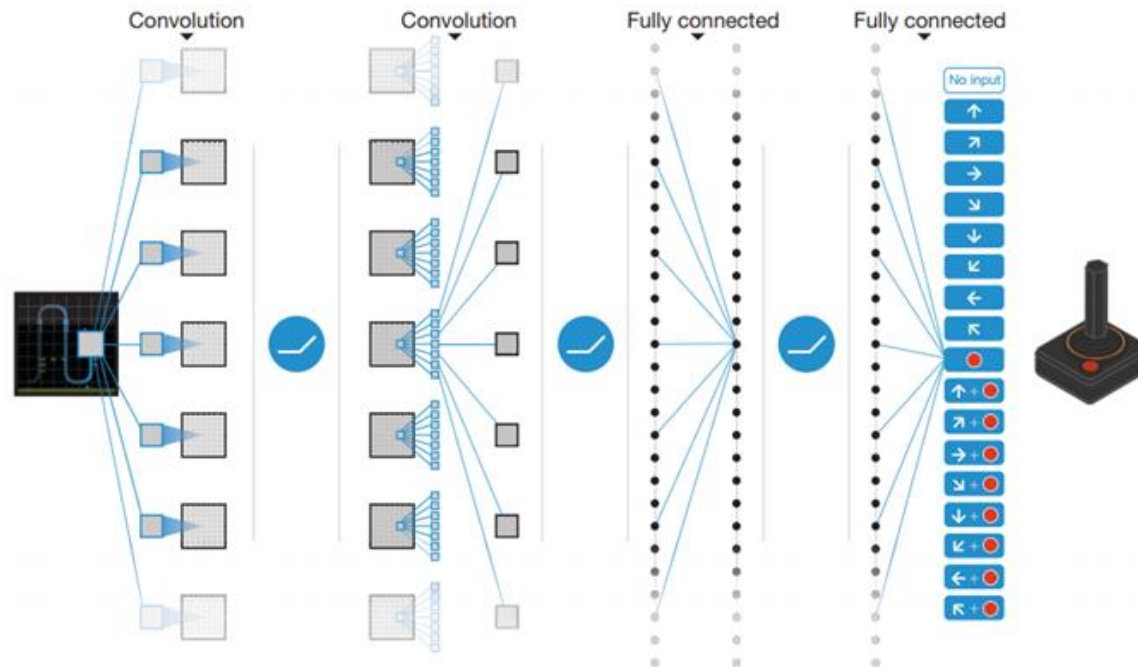 Convolution
Convolution
Fully connected
Fully connected
No input
+
+
+
+
+
+
+
+